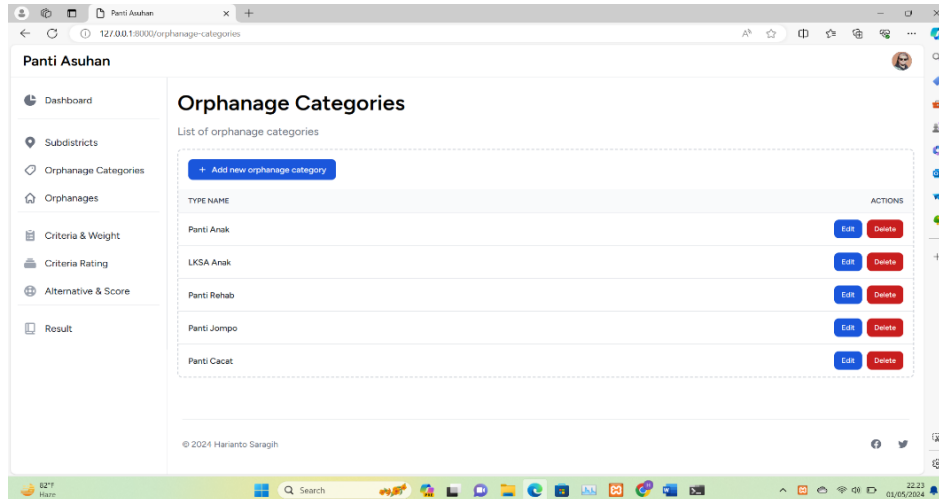 Panti Asuhan
127.0.0.1:8000/orphanage-categories
Panti Asuhan
Dashboard
Subdistricts
Orphanage Categories
Orphanages
Criteria & Weight
Criteria Rating
Alternative & Score
Result
Orphanage Categories
List of orphanage categories
+ Add new orphanage category
TYPE NAME ACTIONS
Panti Anak Edit Delete
LKSA Anak Edit Delete
Panti Rehab Edit Delete
Panti Jompo Edit Delete
Panti Cacat Edit Delete
© 2024 Harianto Saragih
82°F
Haze
Search
22.23
01/05/2024